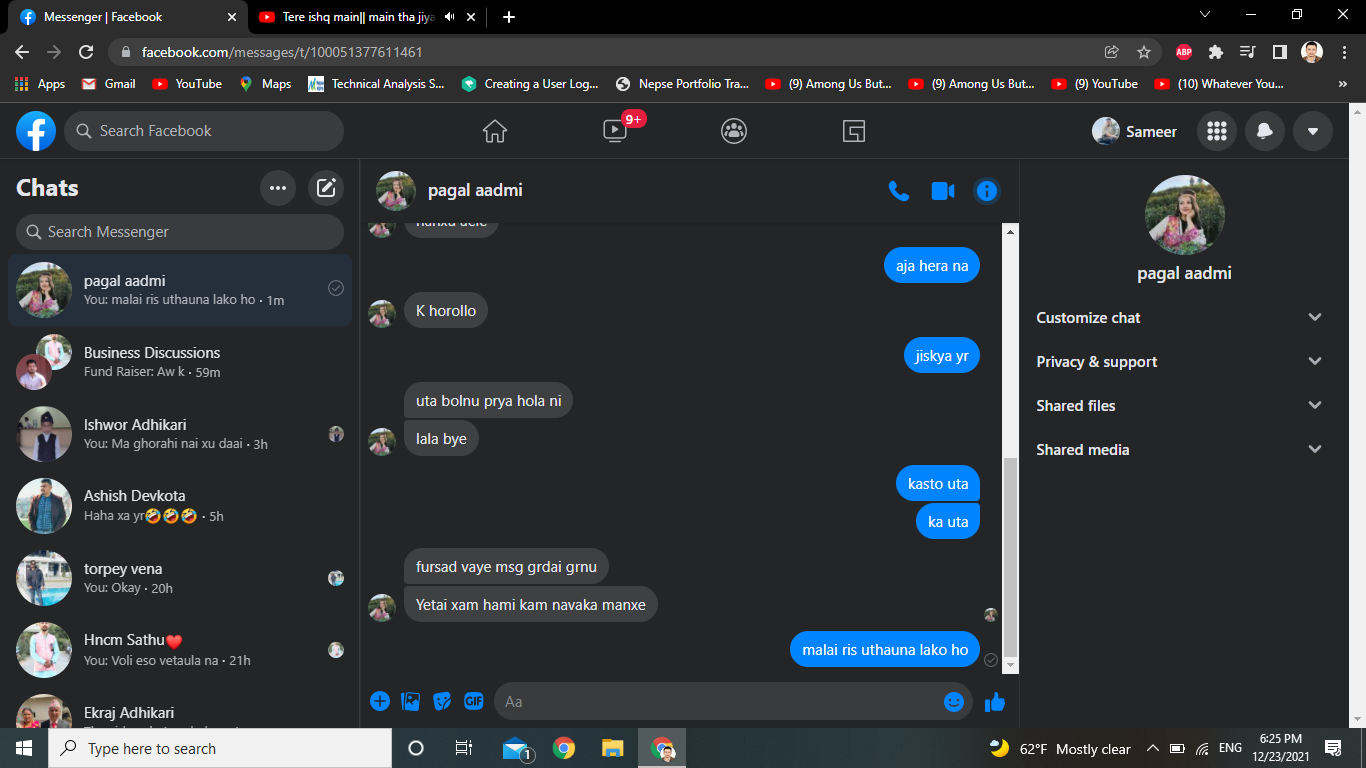 Messenger | Facebook
Tere ishq main|| main tha jiya
facebook.com/messages/t/100051377611461
ABP
Apps
Gmail
YouTube
Maps
Technical Analysis S...
Creating a User Log...
Nepse Portfolio Tra...
(9) Among Us But...
(9) Among Us But...
(9) YouTube
(10) Whatever You...
Search Facebook
9+
Sameer
Chats
Search Messenger
pagal aadmi
You: malai ris uthauna lako ho · 1m
Business Discussions
Fund Raiser: Aw k · 59m
Ishwor Adhikari
You: Ma ghorahi nai xu daai · 3h
Ashish Devkota
Haha xa yr🤣🤣🤣 · 5h
torpey vena
You: Okay · 20h
Hncm Sathu❤️
You: Voli eso vetaula na · 21h
Ekraj Adhikari
pagal aadmi
aja hera na
K horollo
jiskya yr
uta bolnu prya hola ni
lala bye
kasto uta
ka uta
fursad vaye msg grdai grnu
Yetai xam hami kam navaka manxe
malai ris uthauna lako ho
GIF
Aa
pagal aadmi
Customize chat
Privacy & support
Shared files
Shared media
Type here to search
1
62°F Mostly clear
ENG
6:25 PM
12/23/2021